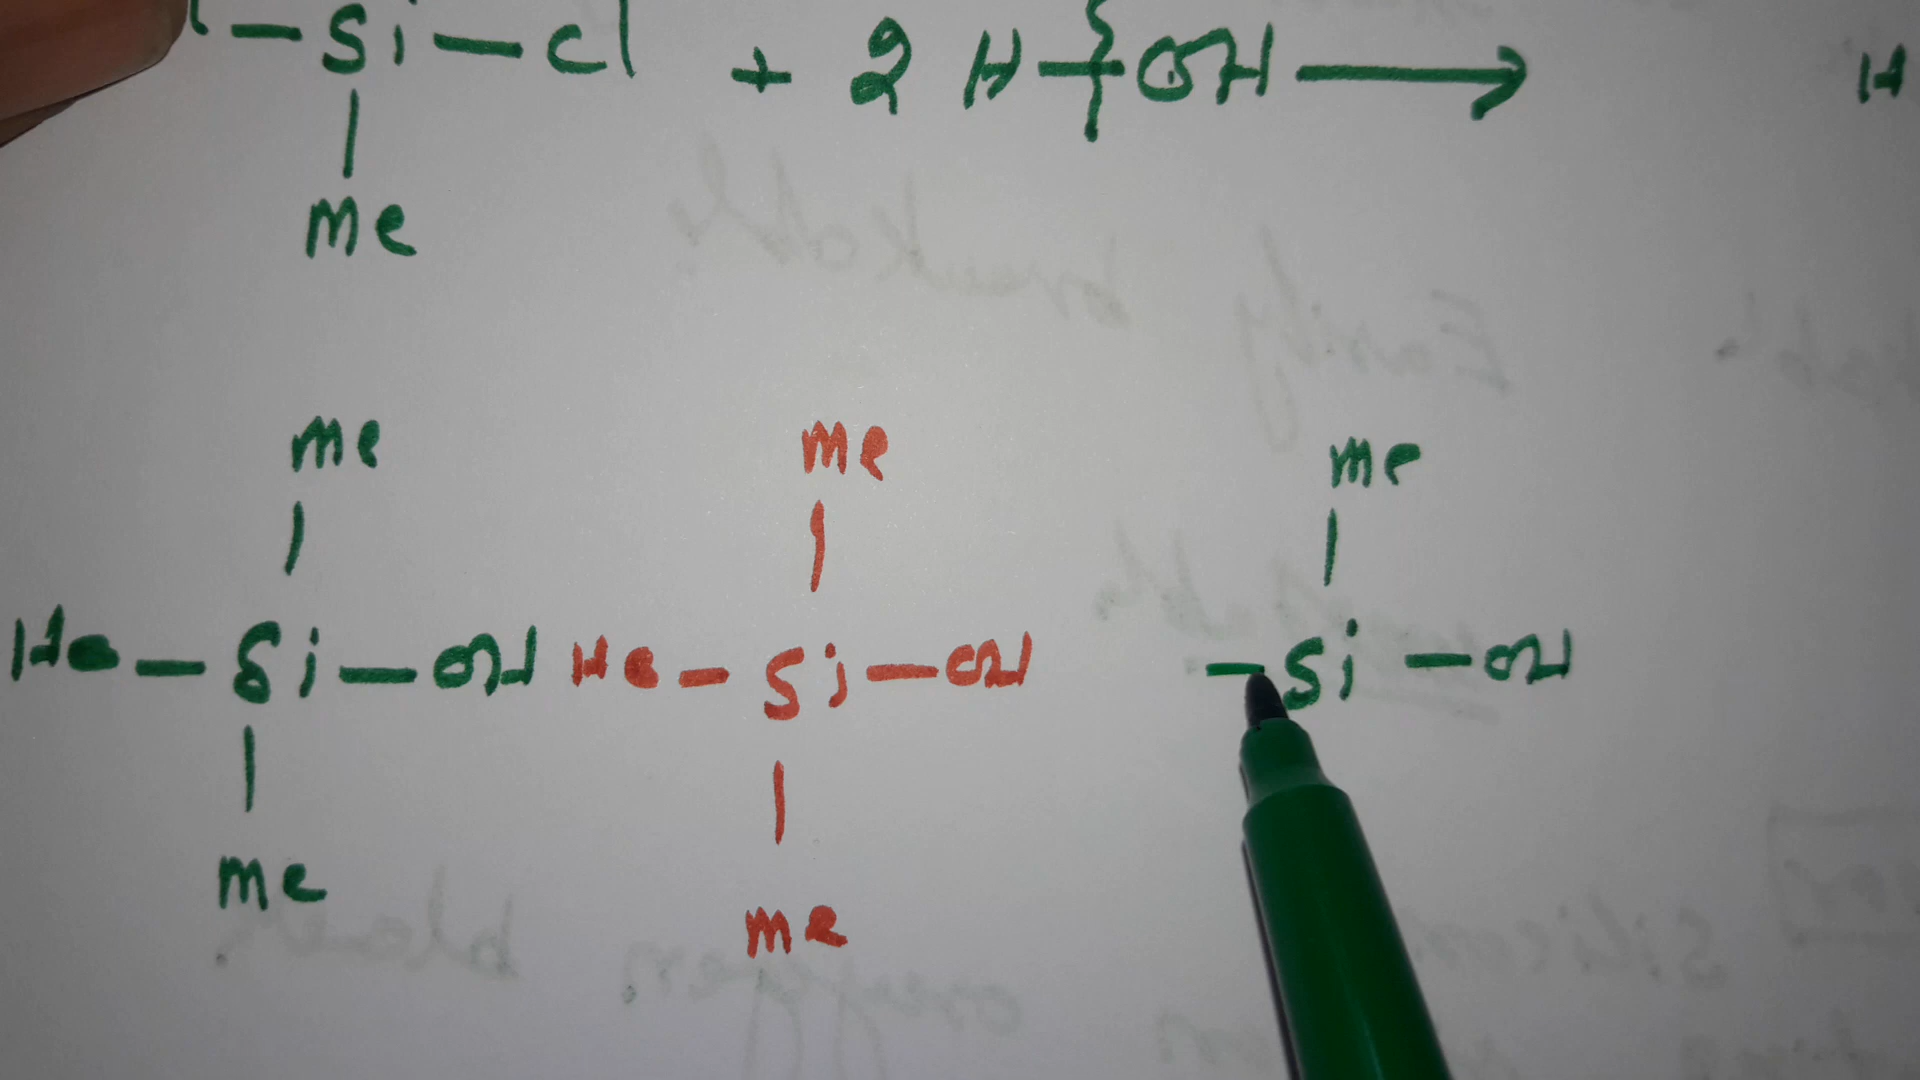 l — Si — Cl + 2 H — OH → H
|
Me
Me Me Me
| | |
HO — Si — OH HO — Si — OH — Si — OH
| |
Me Me